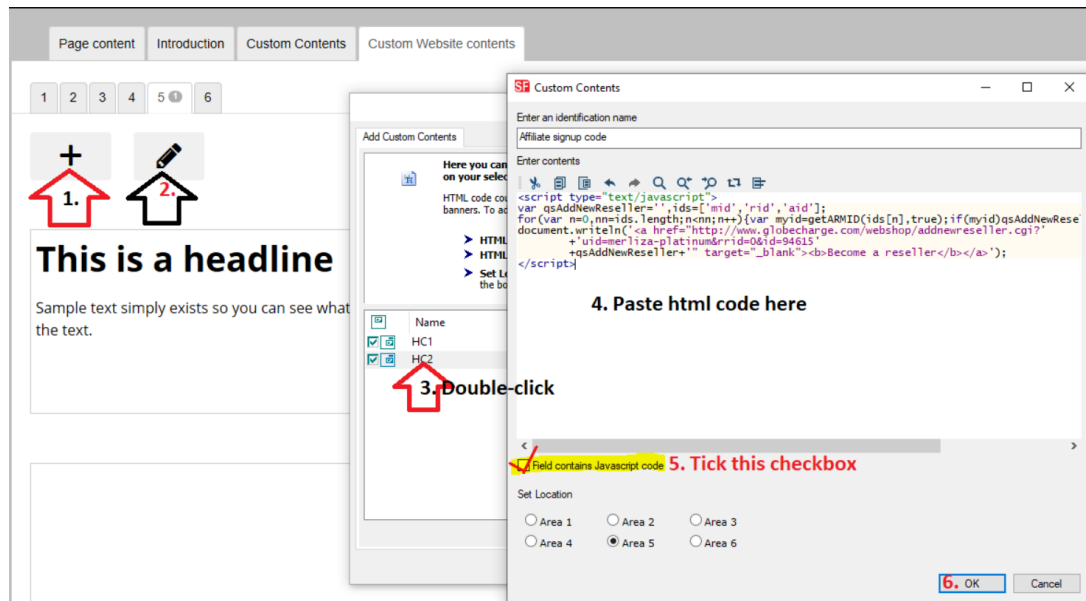 Page content
Introduction
Custom Contents
Custom Website contents
1
2
3
4
5 1
6
1.
2.
This is a headline
Sample text simply exists so you can see what
the text.
Add Custom Contents
Here you can
on your selec
HTML code cou
banners. To ad
HTML
HTML
Set Lo
the bo
Name
HC1
HC2
3. Double-click
SF Custom Contents
Enter an identification name
Affiliate signup code
Enter contents
<script type="text/javascript">
var qsAddNewReseller='',ids=['mid','rid','aid'];
for(var n=0,nn=ids.length;n<nn;n++){var myid=getARMID(ids[n],true);if(myid)qsAddNewRese
document.writeln('<a href="http://www.globecharge.com/webshop/addnewreseller.cgi?'
+'uid=merliza-platinum&rrid=0&id=94615'
+qsAddNewReseller+'" target="_blank"><b>Become a reseller</b></a>');
</script>
4. Paste html code here
Field contains Javascript code 5. Tick this checkbox
Set Location
Area 1
Area 2
Area 3
Area 4
Area 5
Area 6
6. OK
Cancel